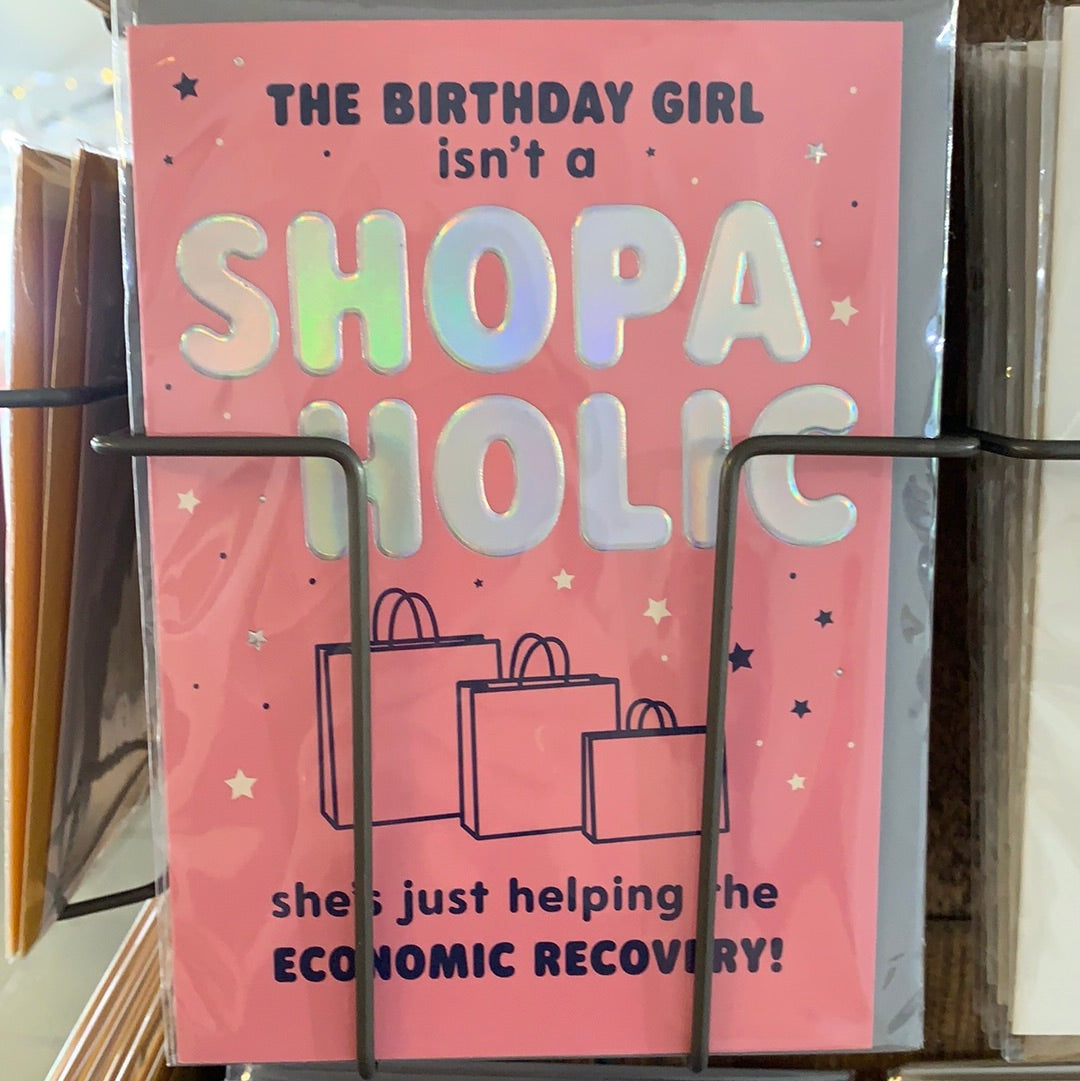 THE BIRTHDAY GIRL
isn't a
SHOPA
HOLIC
she's just helping the
ECONOMIC RECOVERY!